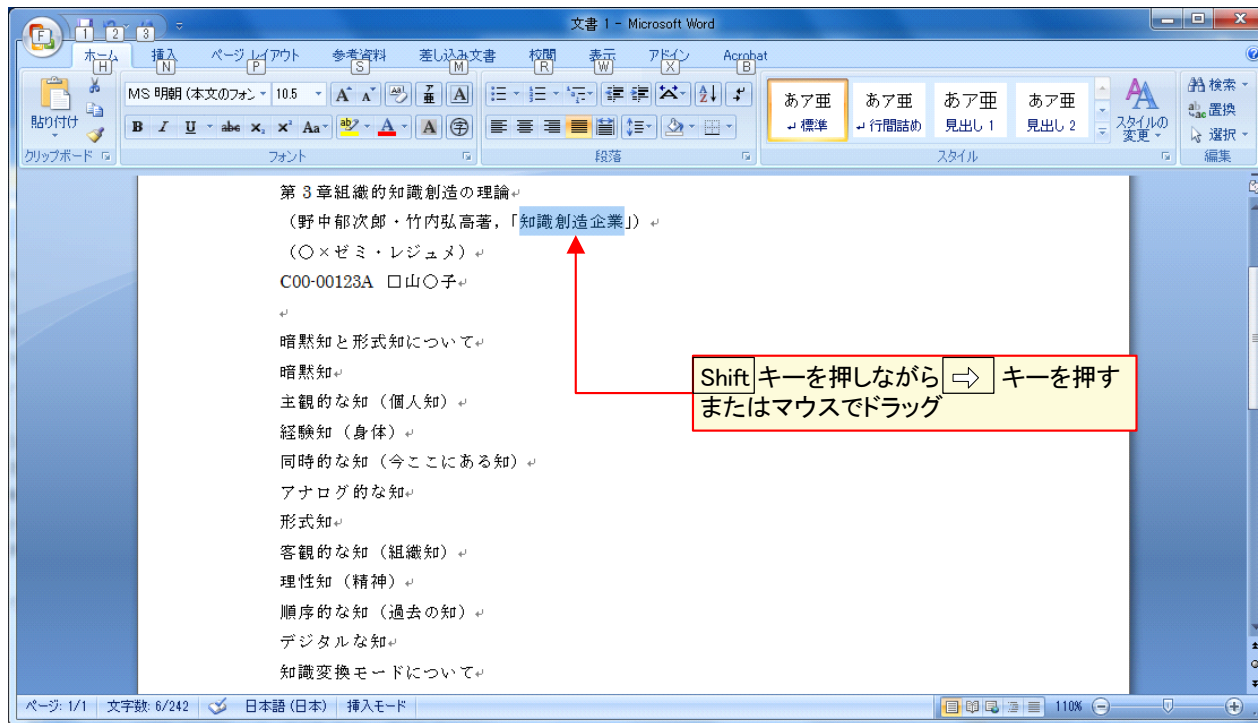 文書 1 - Microsoft Word
F 1 2 3
ホーム 挿入 ページ レイアウト 参考資料 差し込み文書 校閲 表示 アドイン Acrobat
H N P S M R W X B
MS 明朝 (本文のフォン 10.5
貼り付け
B I U abe x₂ x² Aa ab A A 字
あア亜 あア亜 あア亜 あア亜
↵ 標準 ↵ 行間詰め 見出し 1 見出し 2
スタイルの
変更
検索
置換
選択
クリップボード フォント 段落 スタイル 編集
第 3 章組織的知識創造の理論↵
（野中郁次郎・竹内弘高著，「知識創造企業」）↵
（○×ゼミ・レジュメ）↵
C00-00123A 口山○子↵
↵
暗黙知と形式知について↵
暗黙知↵
主観的な知（個人知）↵
経験知（身体）↵
同時的な知（今ここにある知）↵
アナログ的な知↵
形式知↵
客観的な知（組織知）↵
理性知（精神）↵
順序的な知（過去の知）↵
デジタルな知↵
知識変換モードについて↵
Shift キーを押しながら ⇨ キーを押す
またはマウスでドラッグ
ページ: 1/1 文字数: 6/242 日本語 (日本) 挿入モード 110%